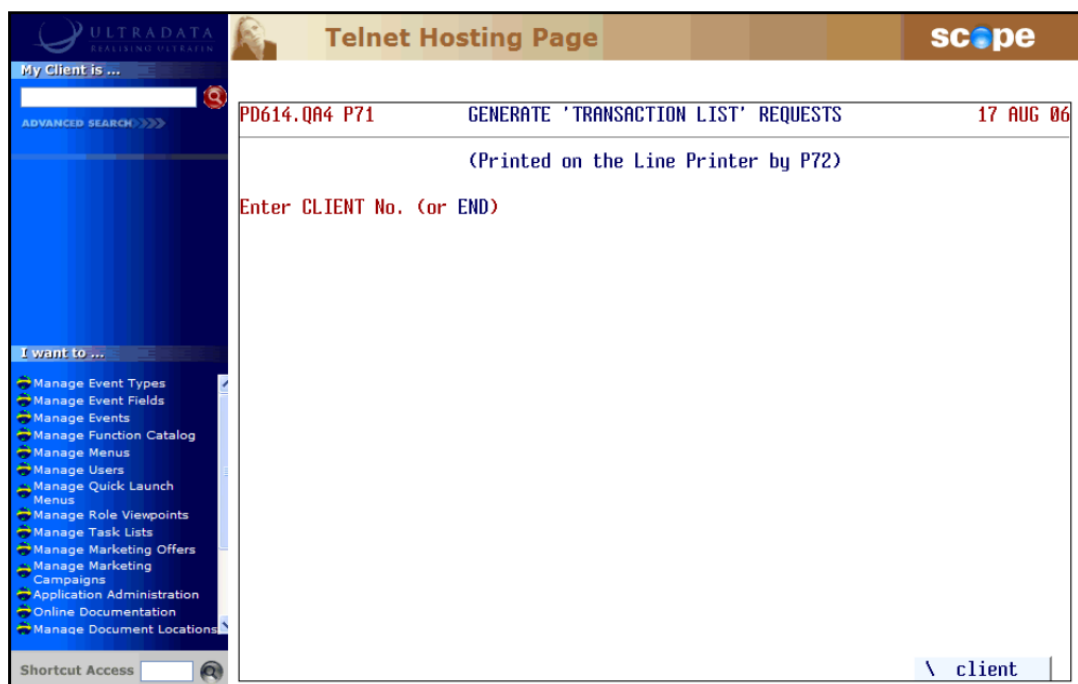 ULTRADATA
REALISING ULTRAFIN
Telnet Hosting Page
scope
My Client is ...
ADVANCED SEARCH
PD614.QA4 P71 GENERATE 'TRANSACTION LIST' REQUESTS 17 AUG 06
(Printed on the Line Printer by P72)
Enter CLIENT No. (or END)
I want to ...
Manage Event Types
Manage Event Fields
Manage Events
Manage Function Catalog
Manage Menus
Manage Users
Manage Quick Launch
Menus
Manage Role Viewpoints
Manage Task Lists
Manage Marketing Offers
Manage Marketing
Campaigns
Application Administration
Online Documentation
Manage Document Locations
Shortcut Access
\ client